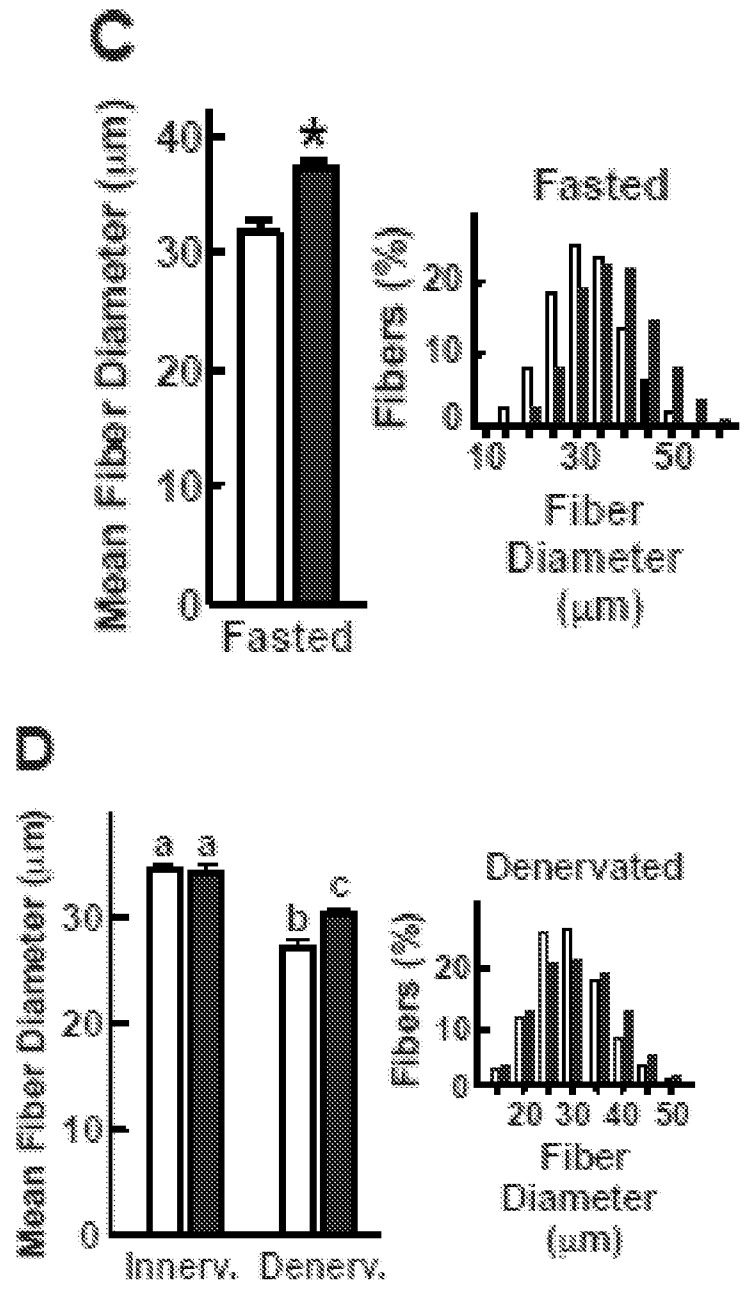 C
Mean Fiber Diameter (µm)
40
30
20
10
0
*
Fasted
Fasted
Fibers (%)
20
10
0
10 30 50
Fiber
Diameter
(µm)
D
Mean Fiber Diameter (µm)
30
20
10
0
a a
b c
Innerv. Denerv.
Denervated
Fibers (%)
20
10
0
20 30 40 50
Fiber
Diameter
(µm)